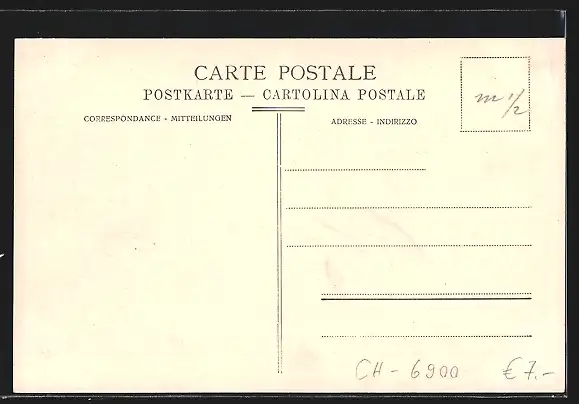 CARTE POSTALE
POSTKARTE — CARTOLINA POSTALE
CORRESPONDANCE - MITTEILUNGEN
ADRESSE - INDIRIZZO
m 1/2
CH - 6900 €7.-